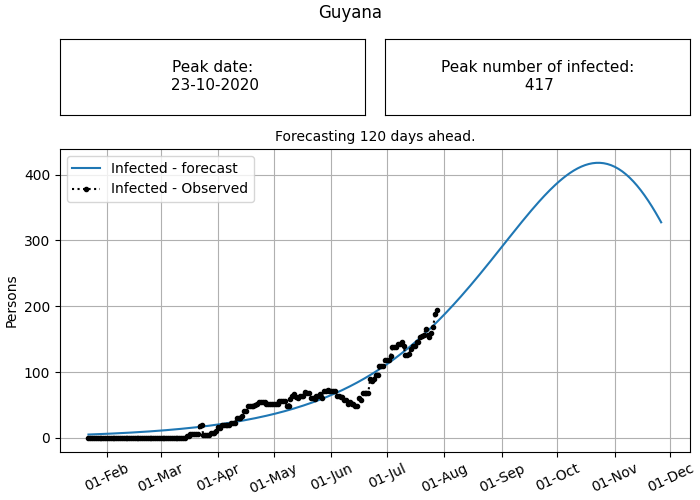 Guyana
Peak date:
23-10-2020
Peak number of infected:
417
Forecasting 120 days ahead.
Infected - forecast
Infected - Observed
Persons
400
300
200
100
0
01-Feb
01-Mar
01-Apr
01-May
01-Jun
01-Jul
01-Aug
01-Sep
01-Oct
01-Nov
01-Dec